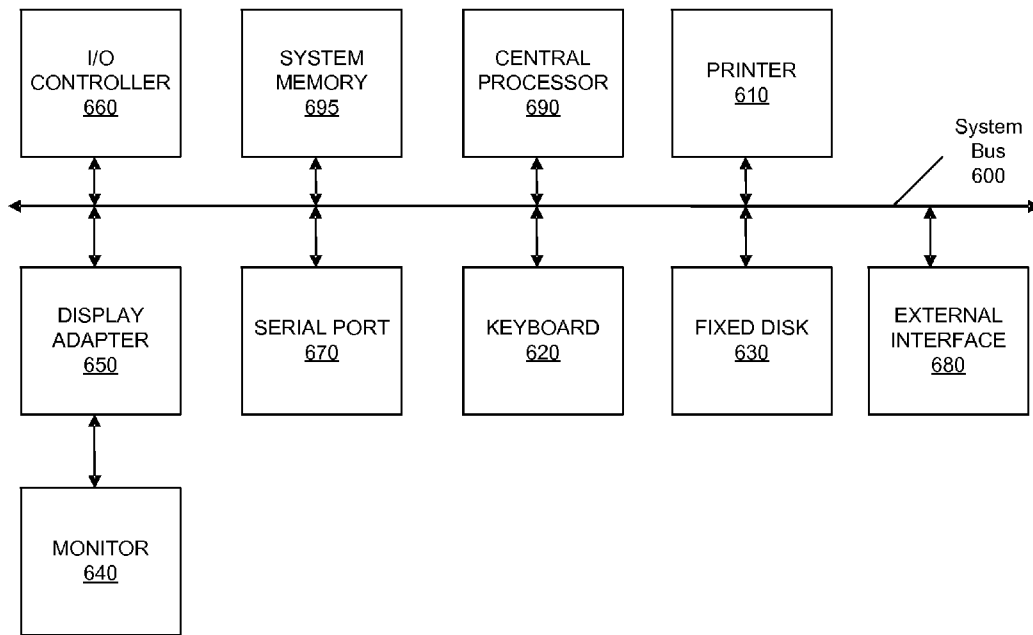 I/O
CONTROLLER
660
SYSTEM
MEMORY
695
CENTRAL
PROCESSOR
690
PRINTER
610
System
Bus
600
DISPLAY
ADAPTER
650
SERIAL PORT
670
KEYBOARD
620
FIXED DISK
630
EXTERNAL
INTERFACE
680
MONITOR
640